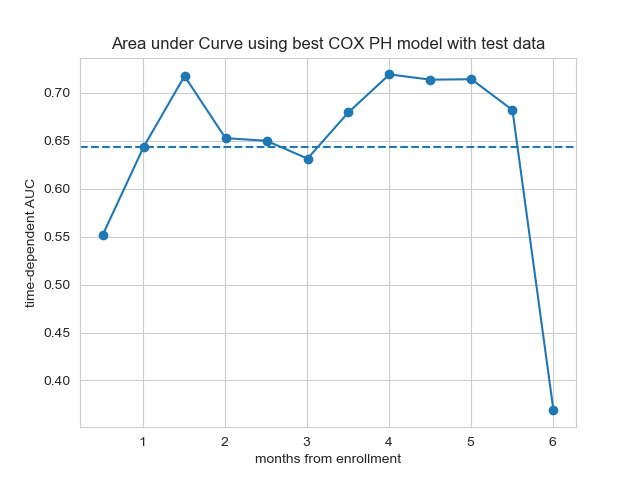 Area under Curve using best COX PH model with test data
time-dependent AUC
0.70
0.65
0.60
0.55
0.50
0.45
0.40
1 2 3 4 5 6
months from enrollment